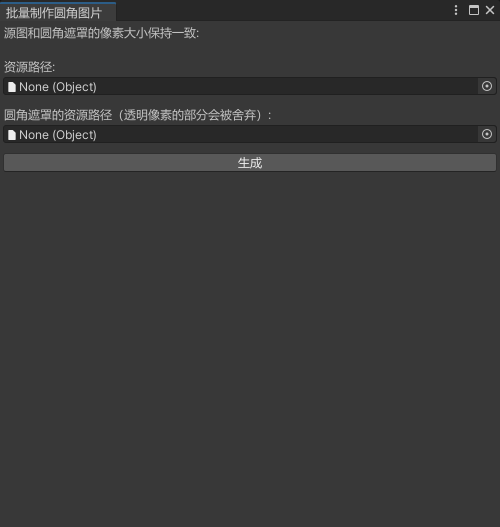 批量制作圆角图片
源图和圆角遮罩的像素大小保持一致:
资源路径:
None (Object)
圆角遮罩的资源路径（透明像素的部分会被舍弃）:
None (Object)
生成